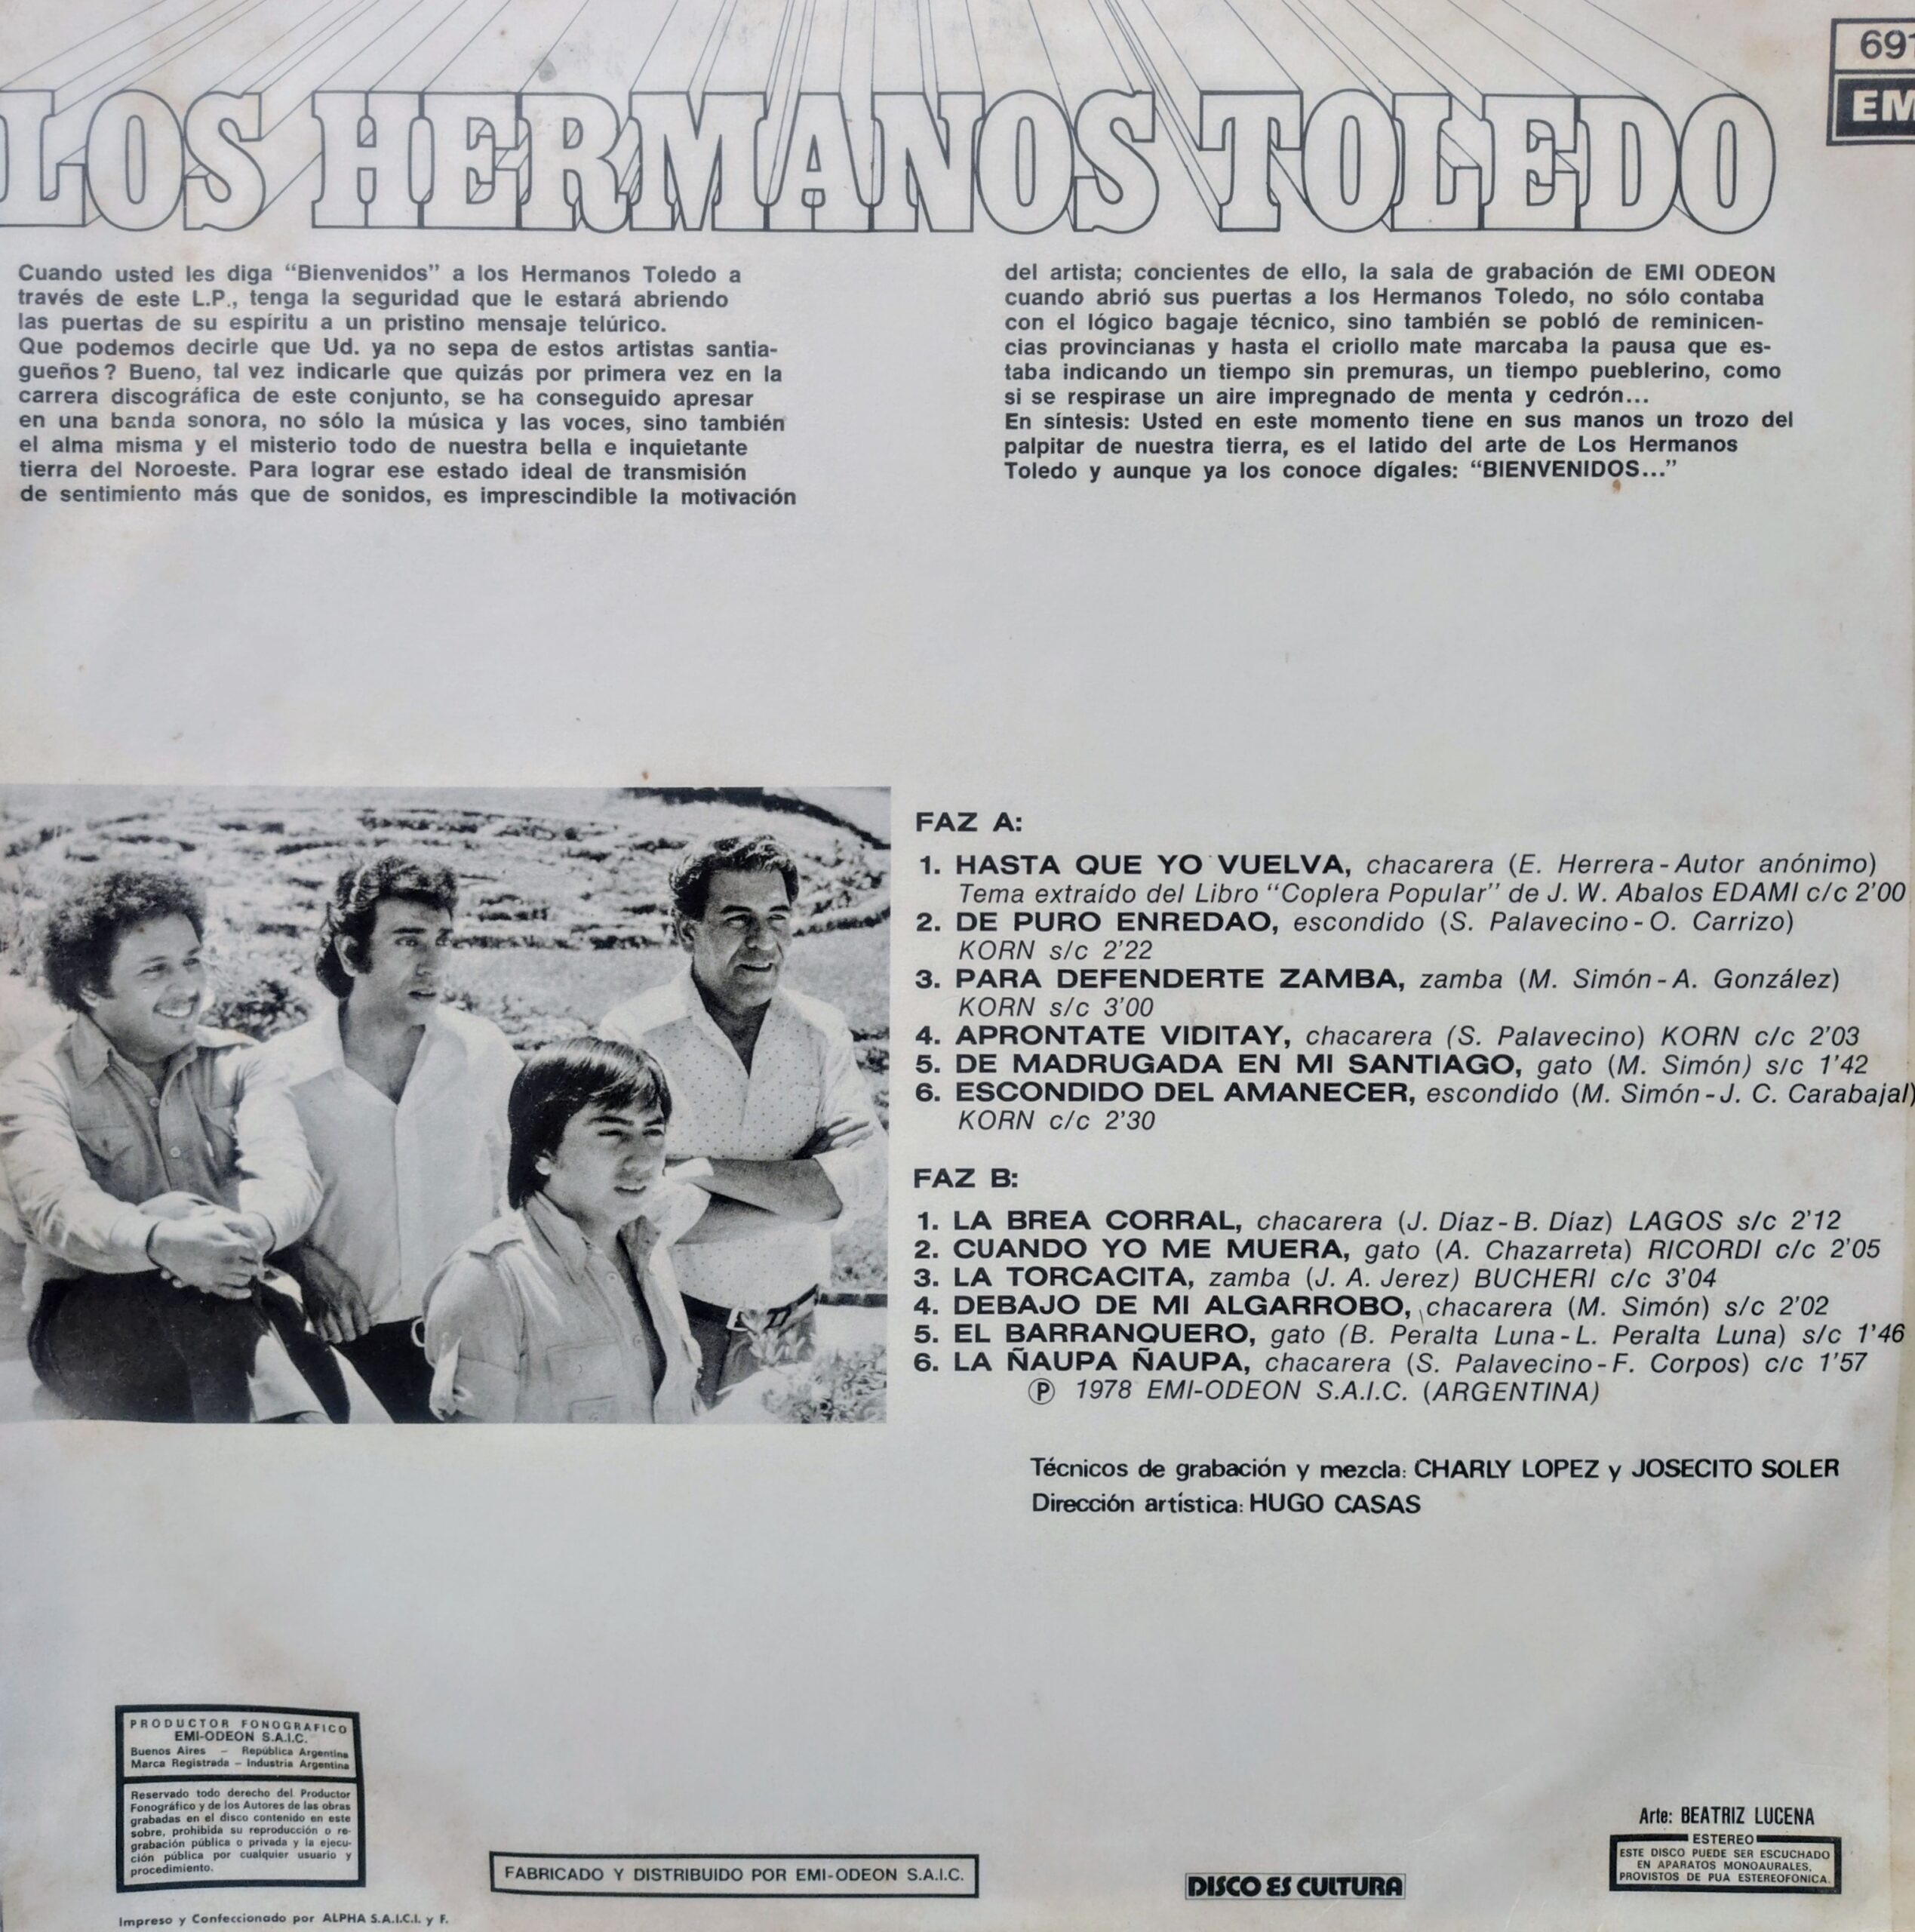 691
EM
LOS HERMANOS TOLEDO
Cuando usted les diga “Bienvenidos” a los Hermanos Toledo a
través de este L.P., tenga la seguridad que le estará abriendo
las puertas de su espíritu a un pristino mensaje telúrico.
Que podemos decirle que Ud. ya no sepa de estos artistas santia-
gueños? Bueno, tal vez indicarle que quizás por primera vez en la
carrera discográfica de este conjunto, se ha conseguido apresar
en una banda sonora, no sólo la música y las voces, sino también
el alma misma y el misterio todo de nuestra bella e inquietante
tierra del Noroeste. Para lograr ese estado ideal de transmisión
de sentimiento más que de sonidos, es imprescindible la motivación
del artista; concientes de ello, la sala de grabación de EMI ODEON
cuando abrió sus puertas a los Hermanos Toledo, no sólo contaba
con el lógico bagaje técnico, sino también se pobló de reminicen-
cias provincianas y hasta el criollo mate marcaba la pausa que es-
taba indicando un tiempo sin premuras, un tiempo pueblerino, como
si se respirase un aire impregnado de menta y cedrón...
En síntesis: Usted en este momento tiene en sus manos un trozo del
palpitar de nuestra tierra, es el latido del arte de Los Hermanos
Toledo y aunque ya los conoce dígales: “BIENVENIDOS...”
FAZ A:
1. HASTA QUE YO VUELVA, chacarera (E. Herrera-Autor anónimo)
Tema extraído del Libro “Coplera Popular” de J. W. Abalos EDAMI c/c 2'00
2. DE PURO ENREDAO, escondido (S. Palavecino-O. Carrizo)
KORN s/c 2'22
3. PARA DEFENDERTE ZAMBA, zamba (M. Simón-A. González)
KORN s/c 3'00
4. APRONTATE VIDITAY, chacarera (S. Palavecino) KORN c/c 2'03
5. DE MADRUGADA EN MI SANTIAGO, gato (M. Simón) s/c 1'42
6. ESCONDIDO DEL AMANECER, escondido (M. Simón-J. C. Carabajal)
KORN c/c 2'30
FAZ B:
1. LA BREA CORRAL, chacarera (J. Díaz-B. Díaz) LAGOS s/c 2'12
2. CUANDO YO ME MUERA, gato (A. Chazarreta) RICORDI c/c 2'05
3. LA TORCACITA, zamba (J. A. Jerez) BUCHERI c/c 3'04
4. DEBAJO DE MI ALGARROBO, chacarera (M. Simón) s/c 2'02
5. EL BARRANQUERO, gato (B. Peralta Luna-L. Peralta Luna) s/c 1'46
6. LA ÑAUPA ÑAUPA, chacarera (S. Palavecino-F. Corpos) c/c 1'57
Ⓟ 1978 EMI-ODEON S.A.I.C. (ARGENTINA)
Técnicos de grabación y mezcla: CHARLY LOPEZ y JOSECITO SOLER
Dirección artística: HUGO CASAS
PRODUCTOR FONOGRAFICO
EMI-ODEON S.A.I.C.
Buenos Aires – República Argentina
Marca Registrada – Industria Argentina
Reservado todo derecho del Productor
Fonográfico y de los Autores de las obras
grabadas en el disco contenido en este
sobre, prohibida su reproducción o re-
grabación pública o privada y la ejecu-
ción pública por cualquier usuario y
procedimiento.
Impreso y Confeccionado por ALPHA S.A.I.C.I. y F.
FABRICADO Y DISTRIBUIDO POR EMI-ODEON S.A.I.C.
DISCO ES CULTURA
Arte: BEATRIZ LUCENA
ESTEREO
ESTE DISCO PUEDE SER ESCUCHADO
EN APARATOS MONOAURALES,
PROVISTOS DE PUA ESTEREOFONICA.